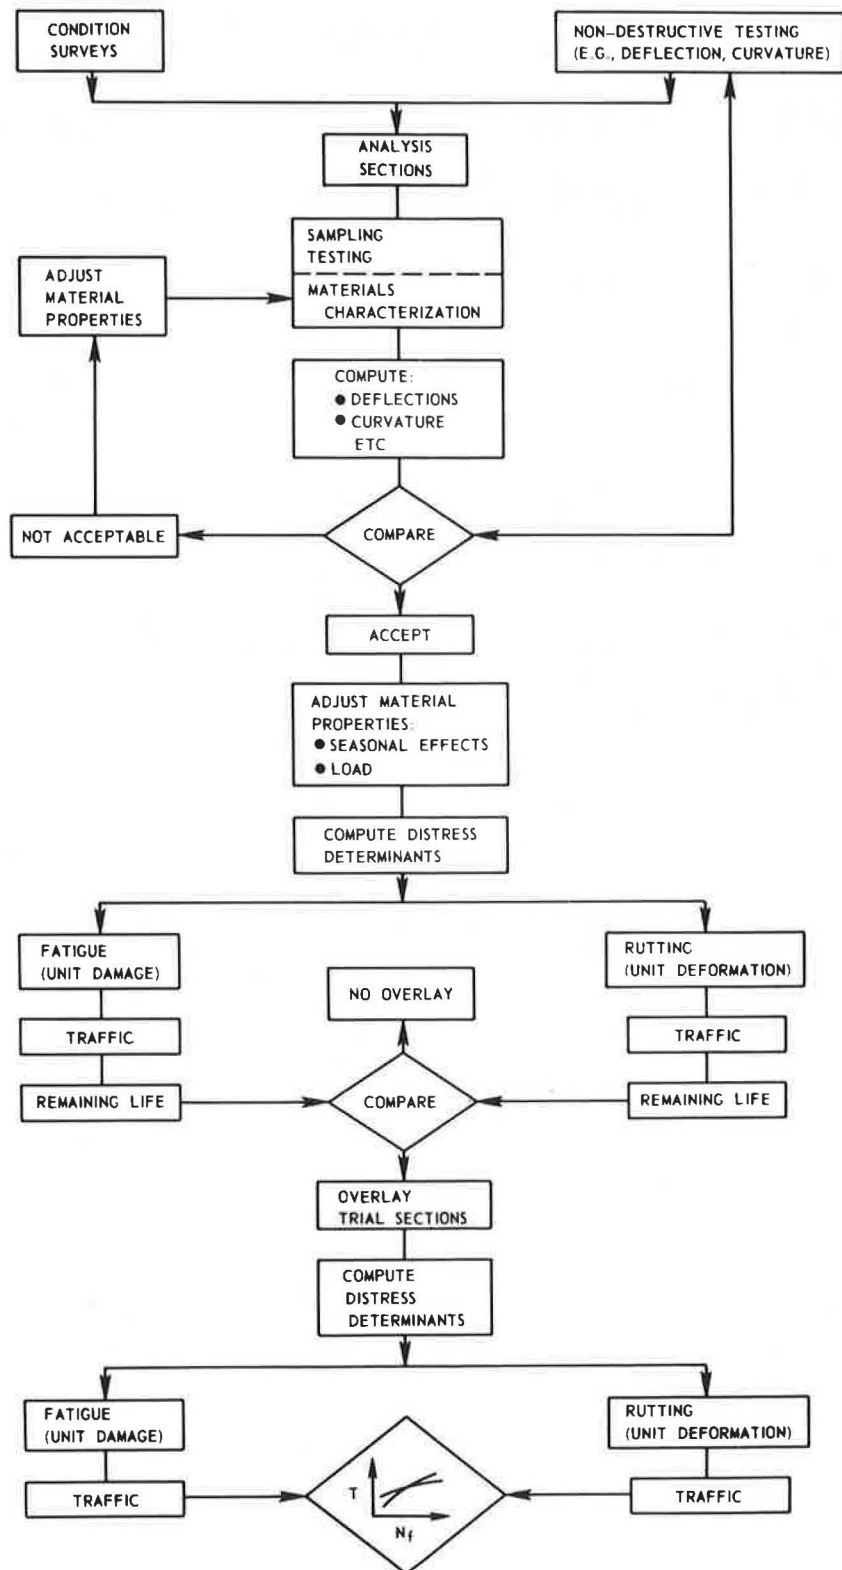 CONDITION
SURVEYS
NON-DESTRUCTIVE TESTING
(E.G., DEFLECTION, CURVATURE)
ANALYSIS
SECTIONS
SAMPLING
TESTING
MATERIALS
CHARACTERIZATION
ADJUST
MATERIAL
PROPERTIES
COMPUTE:
● DEFLECTIONS
● CURVATURE
ETC
NOT ACCEPTABLE
COMPARE
ACCEPT
ADJUST MATERIAL
PROPERTIES:
● SEASONAL EFFECTS
● LOAD
COMPUTE DISTRESS
DETERMINANTS
FATIGUE
(UNIT DAMAGE)
RUTTINC
(UNIT DEFORMATION)
NO OVERLAY
TRAFFIC
TRAFFIC
REMAINING LIFE
COMPARE
REMAINING LIFE
OVERLAY
TRIAL SECTIONS
COMPUTE
DISTRESS
DETERMINANTS
FATIGUE
(UNIT DAMAGE)
RUTTING
(UNIT DEFORMATION)
TRAFFIC
T
Nf
TRAFFIC